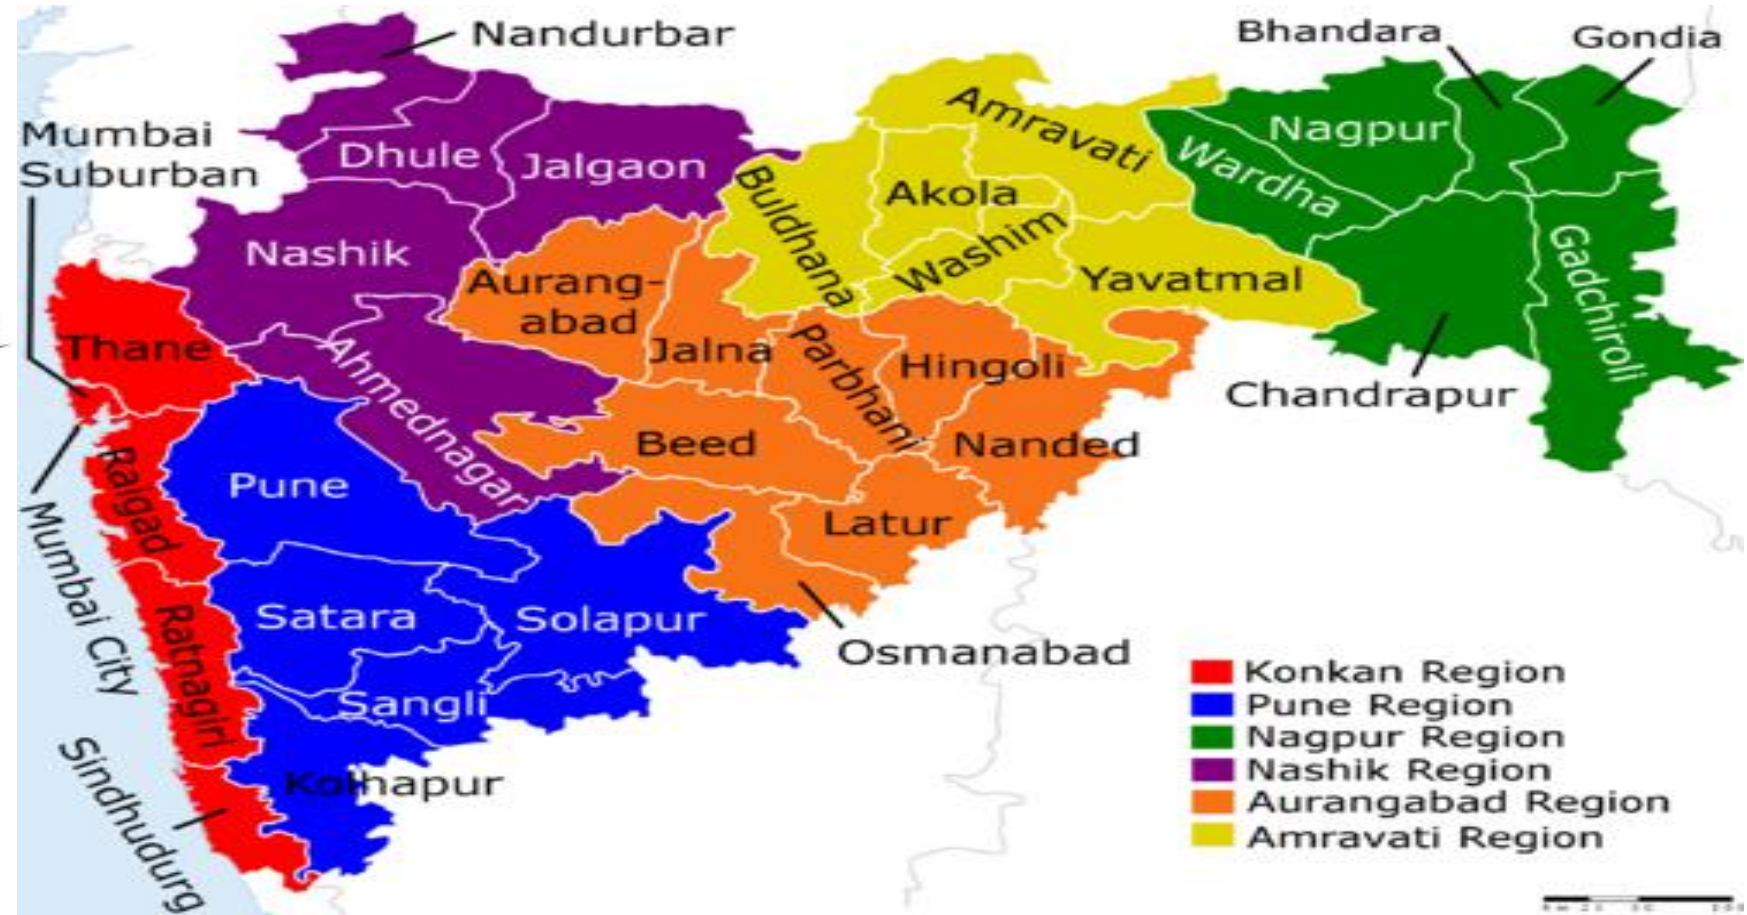 Nandurbar
Bhandara
Gondia
Mumbai
Suburban
Dhule
Jalgaon
Amravati
Nagpur
Wardha
Buldhana
Akola
Washim
Nashik
Aurang-
abad
Yavatmal
Gadchiroli
Thane
Ahmednagar
Jalna
Parbhani
Hingoli
Chandrapur
Beed
Nanded
Raigad
Pune
Latur
Mumbai City
Ratnagiri
Satara
Solapur
Osmanabad
Sangli
Kolhapur
Sindhudurg
Konkan Region
Pune Region
Nagpur Region
Nashik Region
Aurangabad Region
Amravati Region